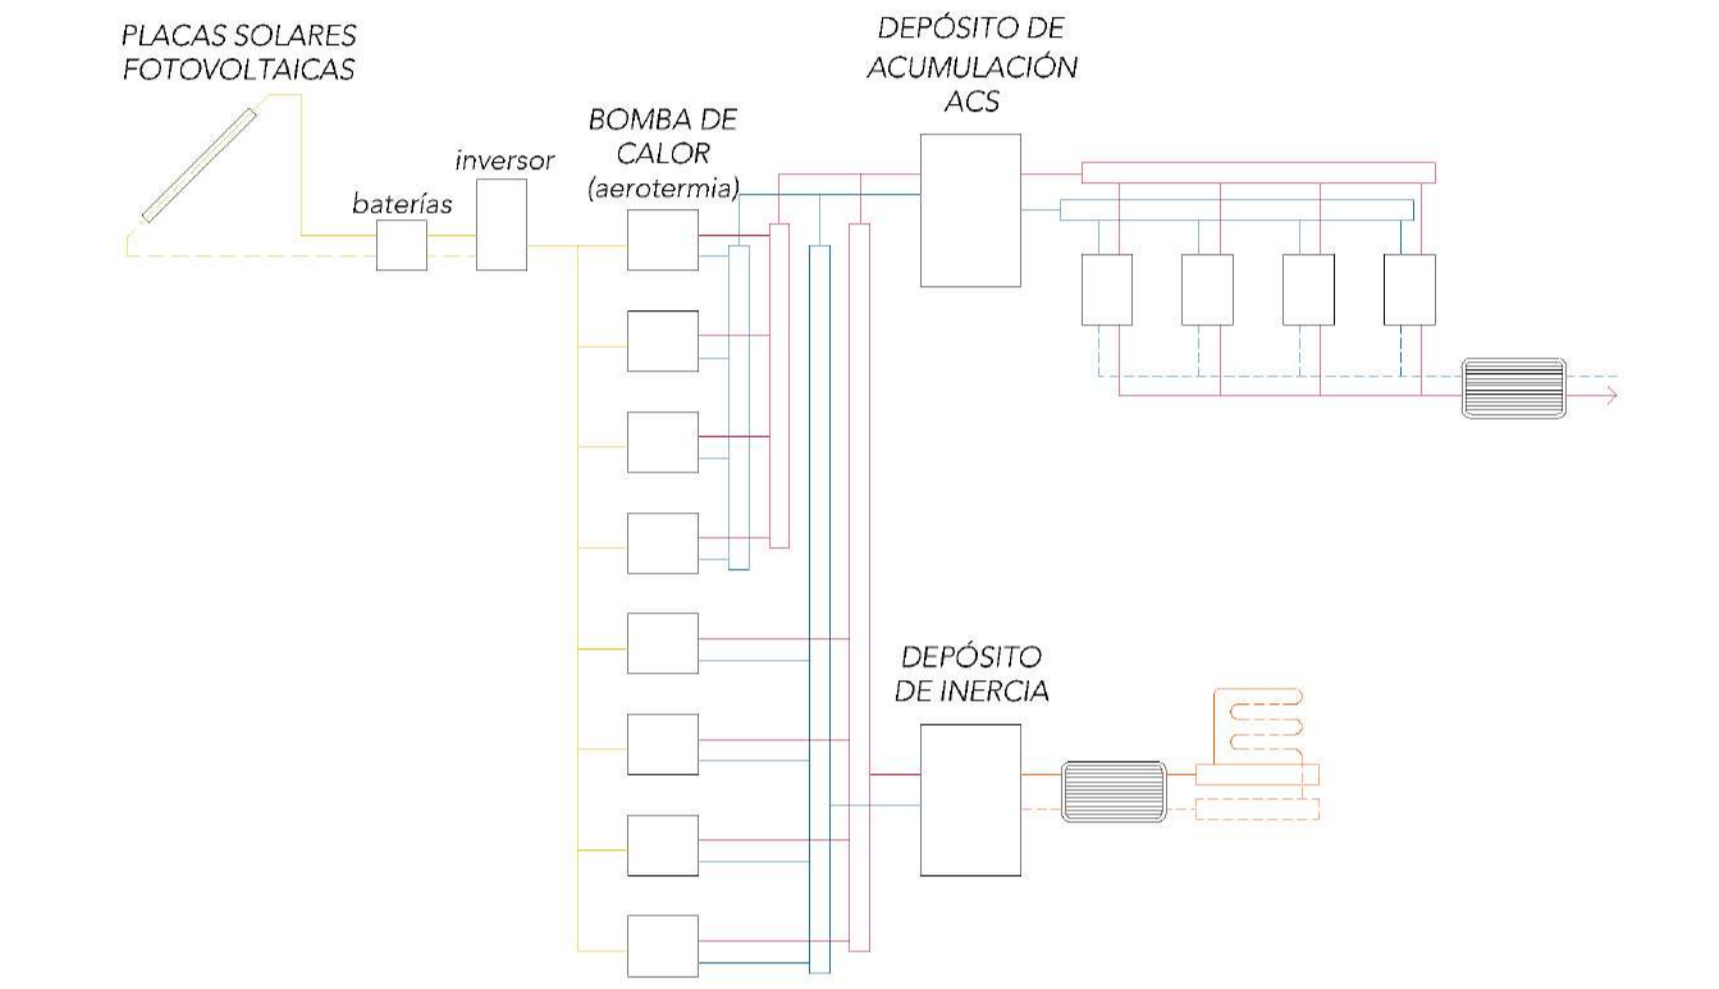 PLACAS SOLARES
FOTOVOLTAICAS
baterías
inversor
BOMBA DE
CALOR
(aerotermia)
DEPÓSITO DE
ACUMULACIÓN
ACS
DEPÓSITO
DE INERCIA